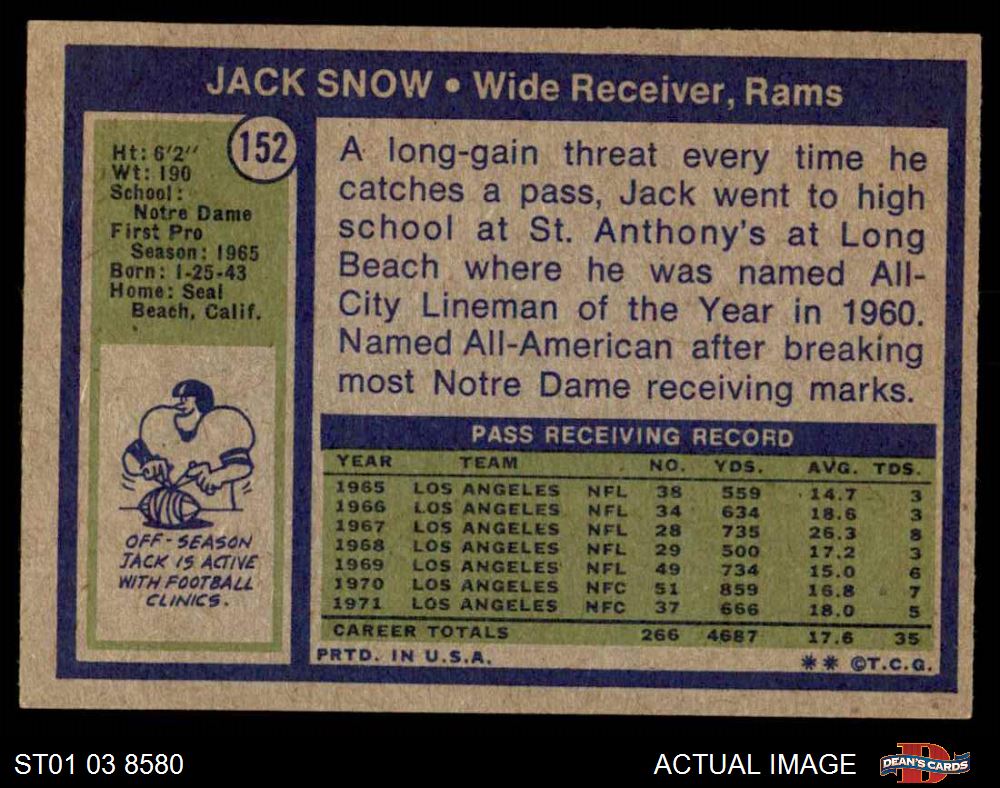 JACK SNOW • Wide Receiver, Rams
152
Ht: 6'2"
Wt: 190
School:
Notre Dame
First Pro
Season: 1965
Born: 1-25-43
Home: Seal
Beach, Calif.
OFF-SEASON
JACK IS ACTIVE
WITH FOOTBALL
CLINICS.
A long-gain threat every time he
catches a pass, Jack went to high
school at St. Anthony's at Long
Beach where he was named All-
City Lineman of the Year in 1960.
Named All-American after breaking
most Notre Dame receiving marks.
PASS RECEIVING RECORD
YEAR TEAM NO. YDS. AVG. TDS.
1965 LOS ANGELES NFL 38 559 14.7 3
1966 LOS ANGELES NFL 34 634 18.6 3
1967 LOS ANGELES NFL 28 735 26.3 8
1968 LOS ANGELES NFL 29 500 17.2 3
1969 LOS ANGELES NFL 49 734 15.0 6
1970 LOS ANGELES NFC 51 859 16.8 7
1971 LOS ANGELES NFC 37 666 18.0 5
CAREER TOTALS 266 4687 17.6 35
PRTD. IN U.S.A. ** ©T.C.G.
ST01 03 8580 ACTUAL IMAGE D DEAN'S CARDS